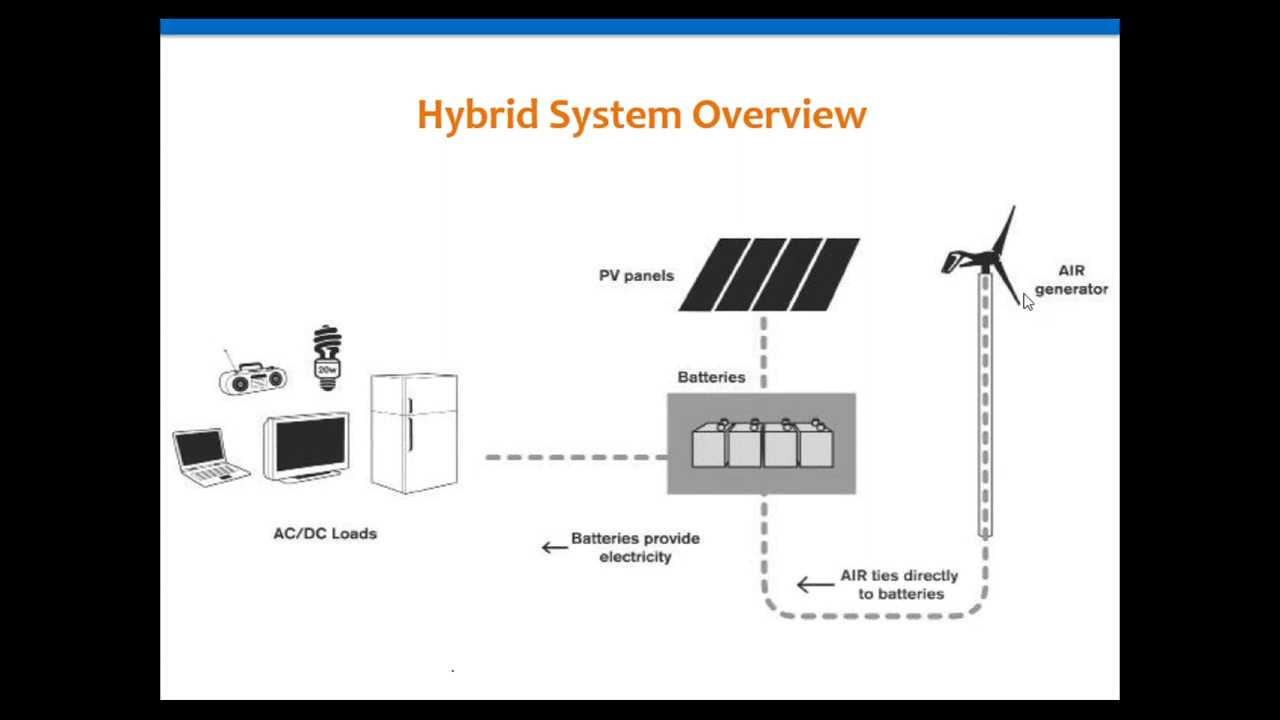 Hybrid System Overview
PV panels
AIR
generator
20w
Batteries
AC/DC Loads
Batteries provide
electricity
AIR ties directly
to batteries